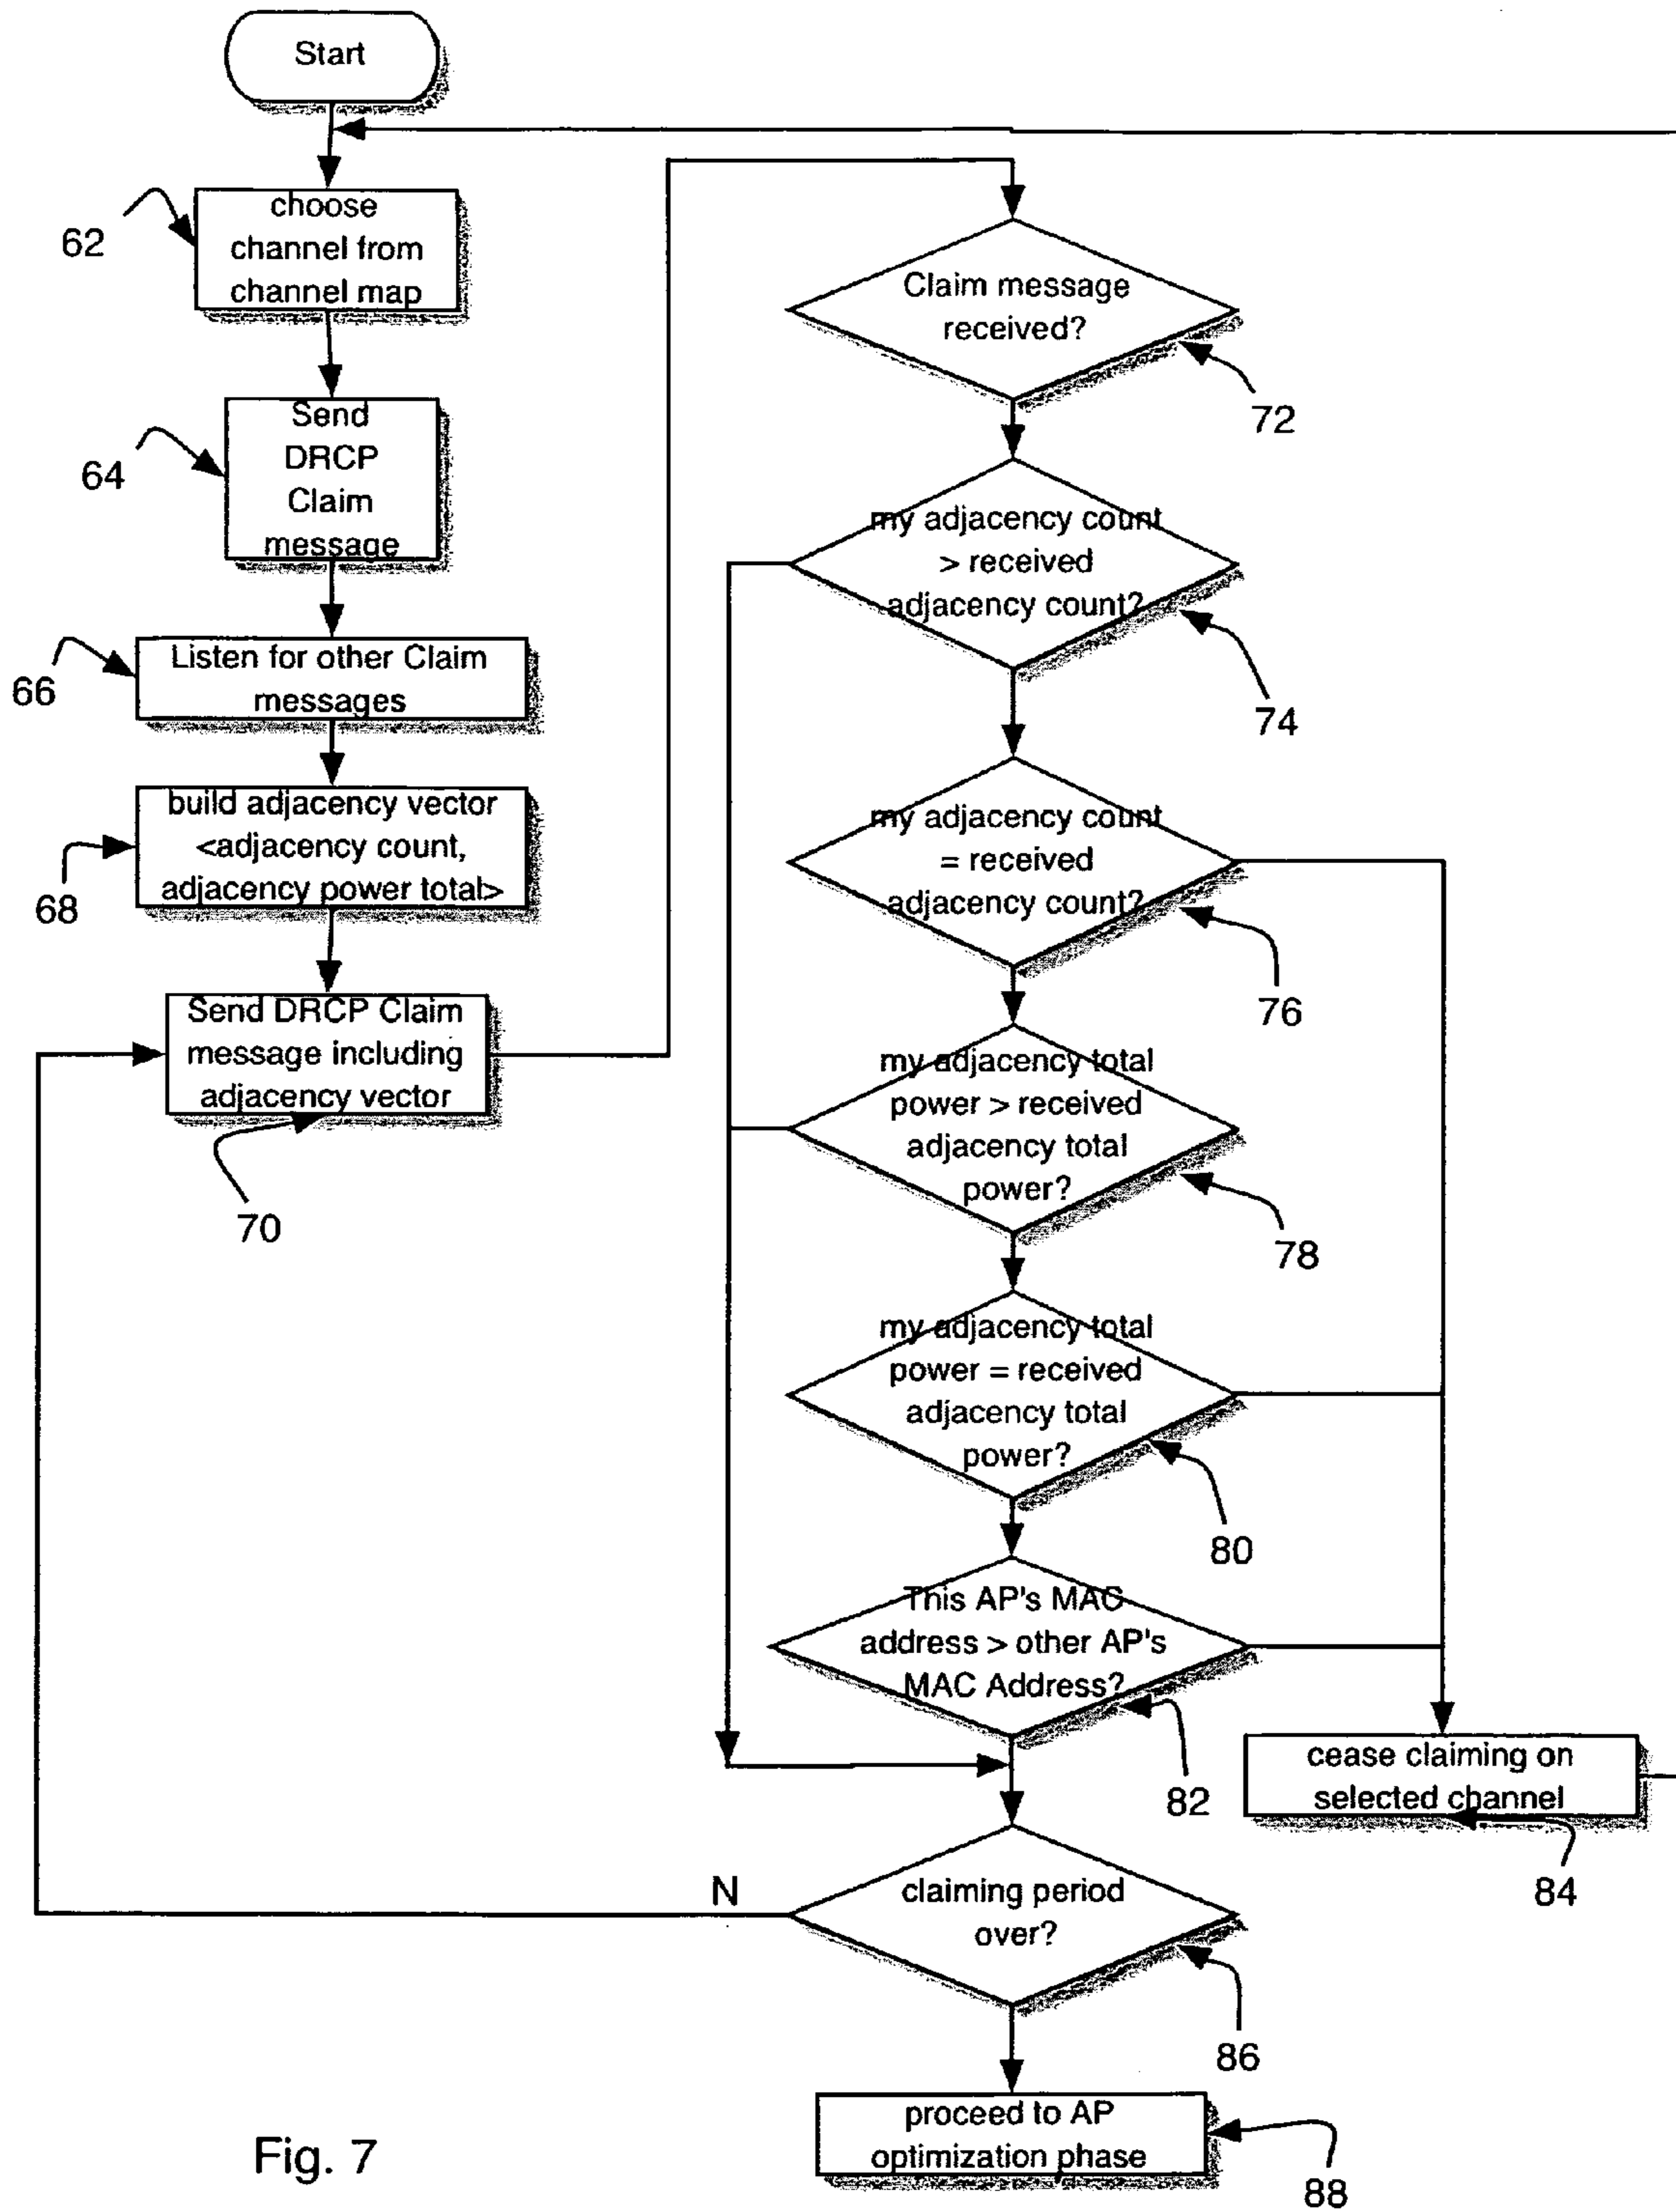 Start
choose
channel from
channel map
62
Send
DRCP
Claim
message
64
Listen for other Claim
messages
66
build adjacency vector
<adjacency count,
adjacency power total>
68
Send DRCP Claim
message including
adjacency vector
70
Claim message
received?
72
my adjacency count
> received
adjacency count?
74
my adjacency count
= received
adjacency count?
76
my adjacency total
power > received
adjacency total
power?
78
my adjacency total
power = received
adjacency total
power?
80
This AP's MAC
address > other AP's
MAC Address?
82
cease claiming on
selected channel
84
N
claiming period
over?
86
proceed to AP
optimization phase
88
Fig. 7